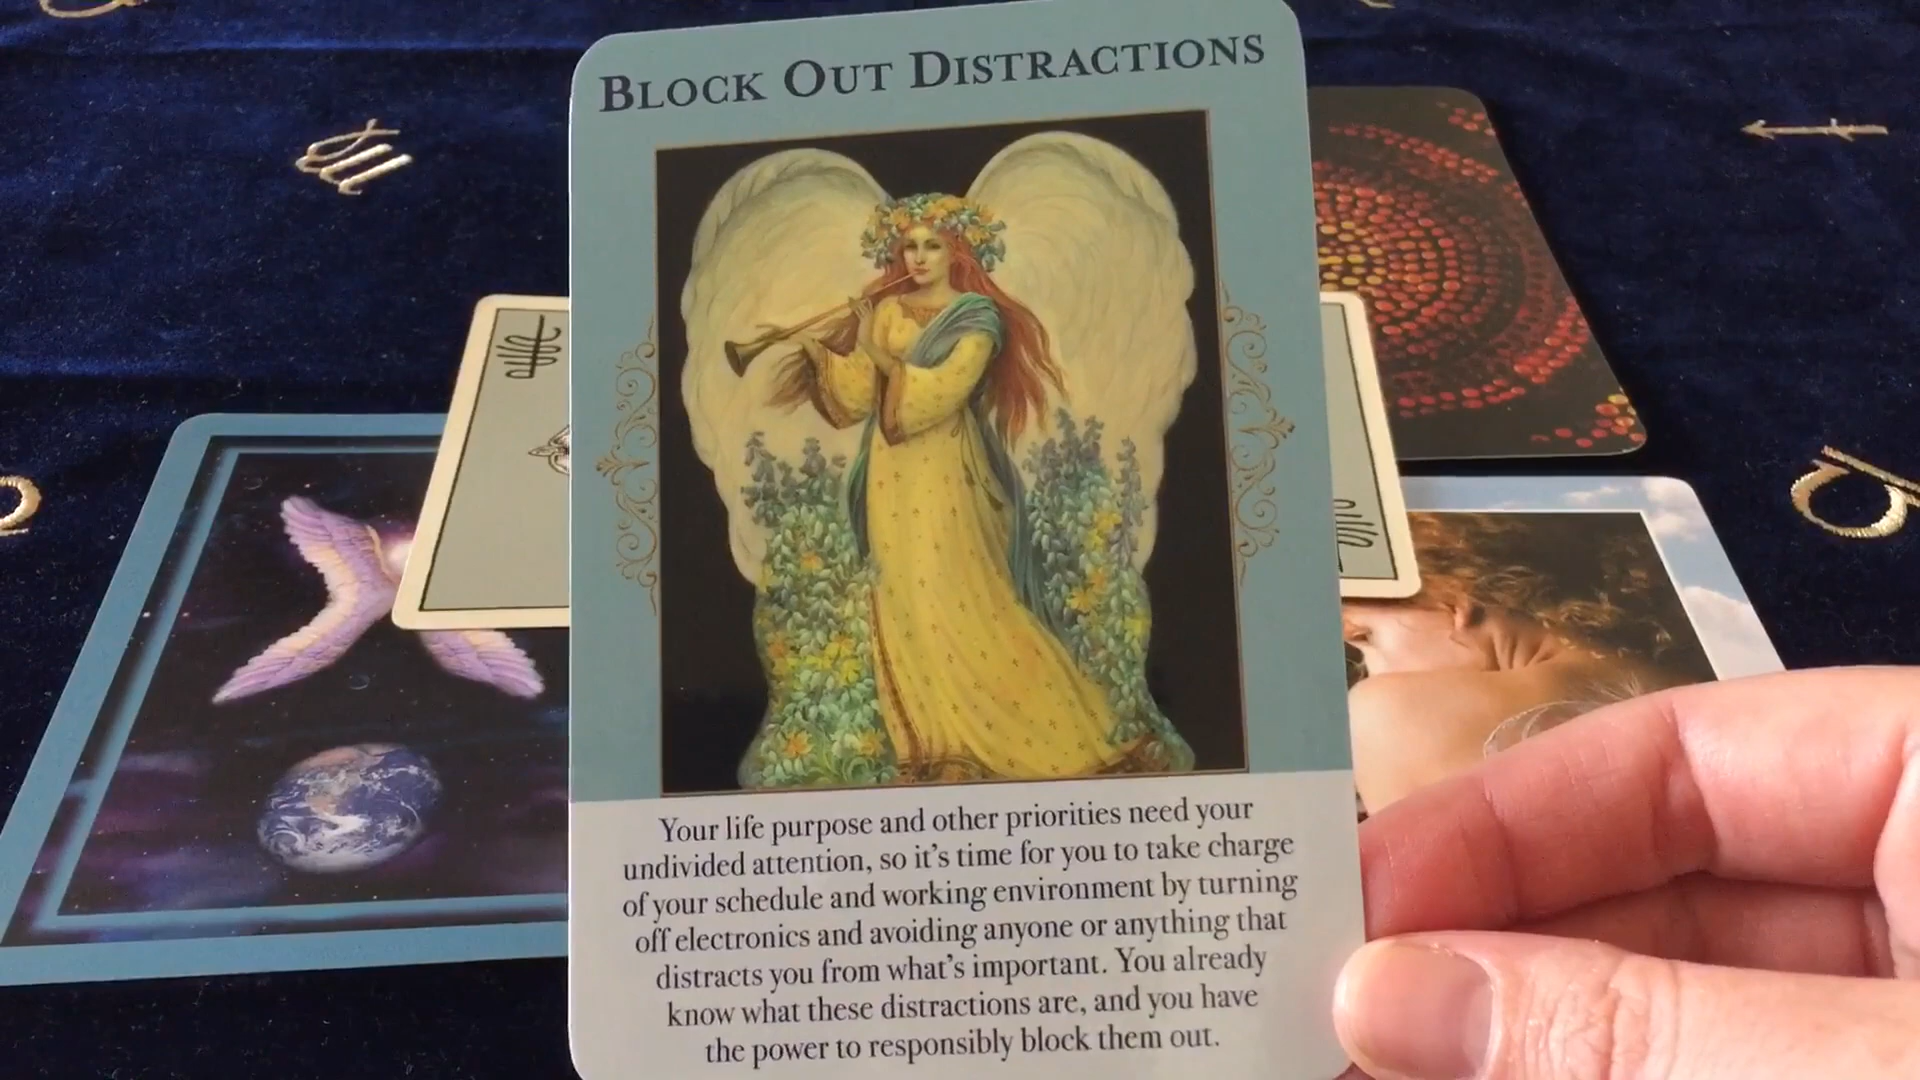 BLOCK OUT DISTRACTIONS
Your life purpose and other priorities need your
undivided attention, so it's time for you to take charge
of your schedule and working environment by turning
off electronics and avoiding anyone or anything that
distracts you from what's important. You already
know what these distractions are, and you have
the power to responsibly block them out.